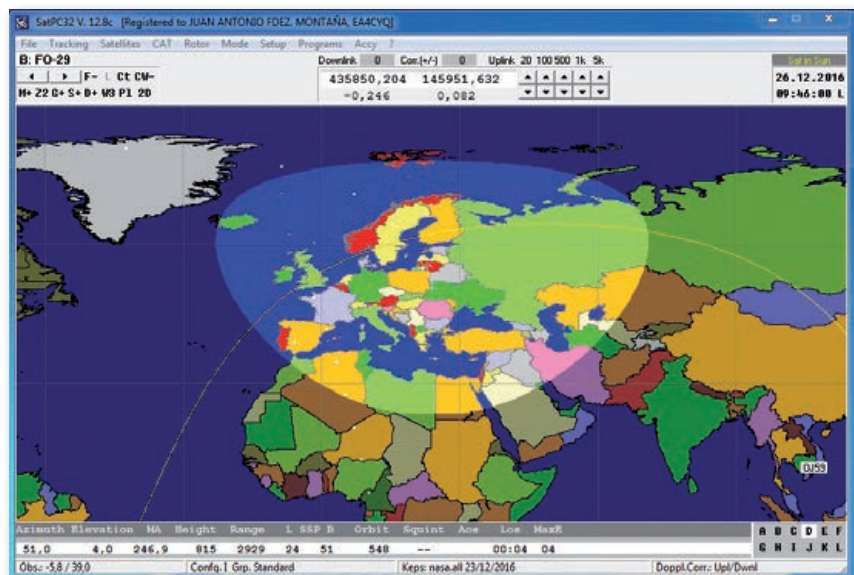 SatPC32 V. 12.8c [Registered to JUAN ANTONIO FDEZ. MONTAÑA, EA4CYQ]
File Tracking Satellites CAT Rotor Mode Setup Programs Accy ?
B: FO-29 Downlink 0 Corr.(+/-) 0 Uplink 20 100 500 1k 5k Sat in Sun
F- L Ct CW- 435850,204 145951,632 26.12.2016
M+ Z2 G+ S+ D+ W3 P1 2D -0,246 0,082 09:46:00 L
DJ59
Azimuth Elevation MA Height Range L SSP B Orbit Squint Aos Los MaxE A B C D E F
51,0 4,0 246,9 815 2929 24 51 548 -- 00:04 04 G H I J K L
Obs.: -5,8 / 39,0 Confq.1 Grp. Standard Keps: nasa.all 23/12/2016 Doppl.Corr.: Upl/Dwnl